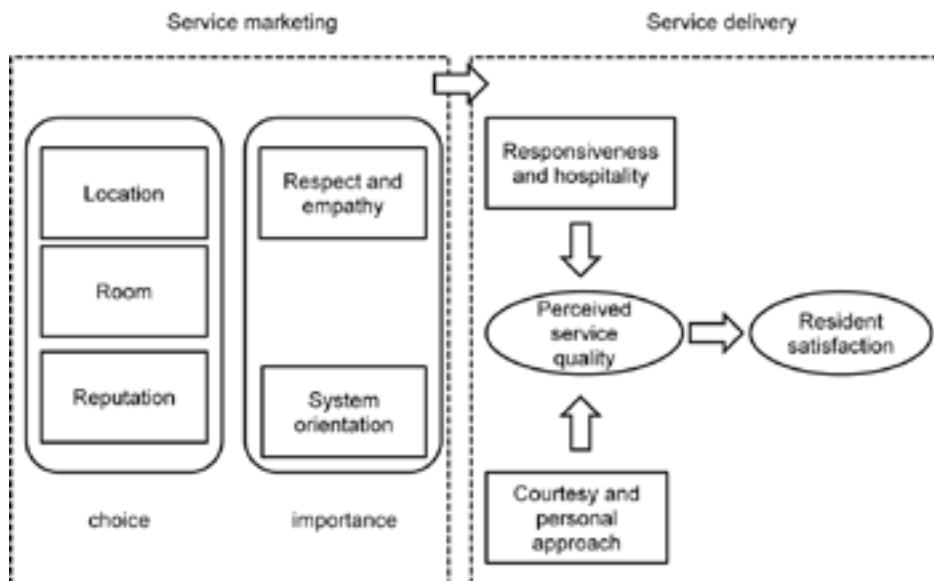 Service marketing
Service delivery
Location
Room
Reputation
choice
Respect and
empathy
System
orientation
importance
Responsiveness
and hospitality
Perceived
service
quality
Resident
satisfaction
Courtesy and
personal
approach